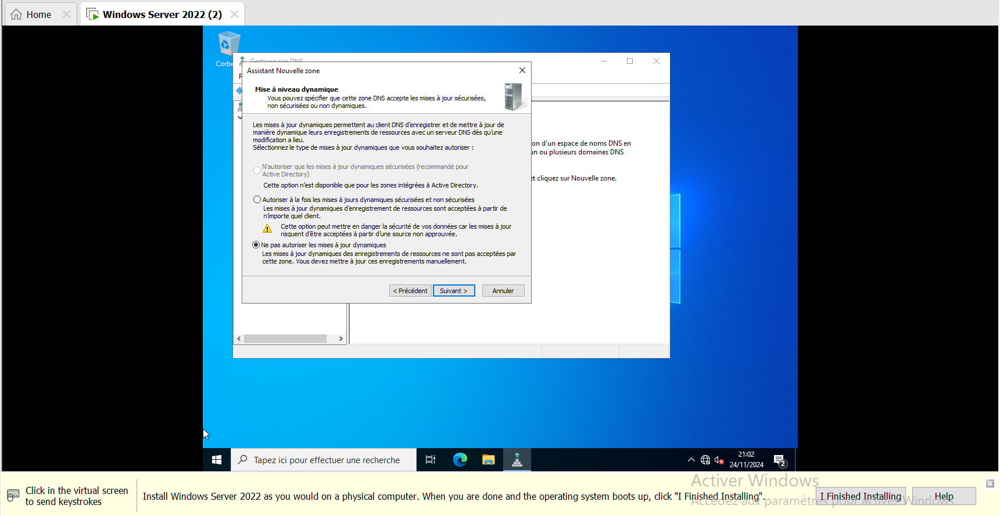 Home
Windows Server 2022 (2)
Corbe
Gestionnaire DNS
F
Assistant Nouvelle zone
Mise à niveau dynamique
Vous pouvez spécifier que cette zone DNS accepte les mises à jour sécurisées,
non sécurisées ou non dynamiques.
Les mises à jour dynamiques permettent au client DNS d'enregistrer et de mettre à jour de
manière dynamique leurs enregistrements de ressources avec un serveur DNS dès qu'une
modification a lieu.
Sélectionnez le type de mises à jour dynamiques que vous souhaitez autoriser :
N'autoriser que les mises à jour dynamiques sécurisées (recommandé pour
Active Directory)
Cette option n'est disponible que pour les zones intégrées à Active Directory.
Autoriser à la fois les mises à jours dynamiques sécurisées et non sécurisées
Les mises à jour dynamiques d'enregistrement de ressources sont acceptées à partir de
n'importe quel client.
Cette option peut mettre en danger la sécurité de vos données car les mises à jour
risquent d'être acceptées à partir d'une source non approuvée.
Ne pas autoriser les mises à jour dynamiques
Les mises à jour dynamiques des enregistrements de ressources ne sont pas acceptées par
cette zone. Vous devez mettre à jour ces enregistrements manuellement.
< Précédent
Suivant >
Annuler
on d'un espace de noms DNS en
un ou plusieurs domaines DNS
et cliquez sur Nouvelle zone.
Tapez ici pour effectuer une recherche
21:02
24/11/2024
2
Click in the virtual screen
to send keystrokes
Install Windows Server 2022 as you would on a physical computer. When you are done and the operating system boots up, click "I Finished Installing".
I Finished Installing
Help
Activer Windows
Accédez aux paramètres pour activer Windows.